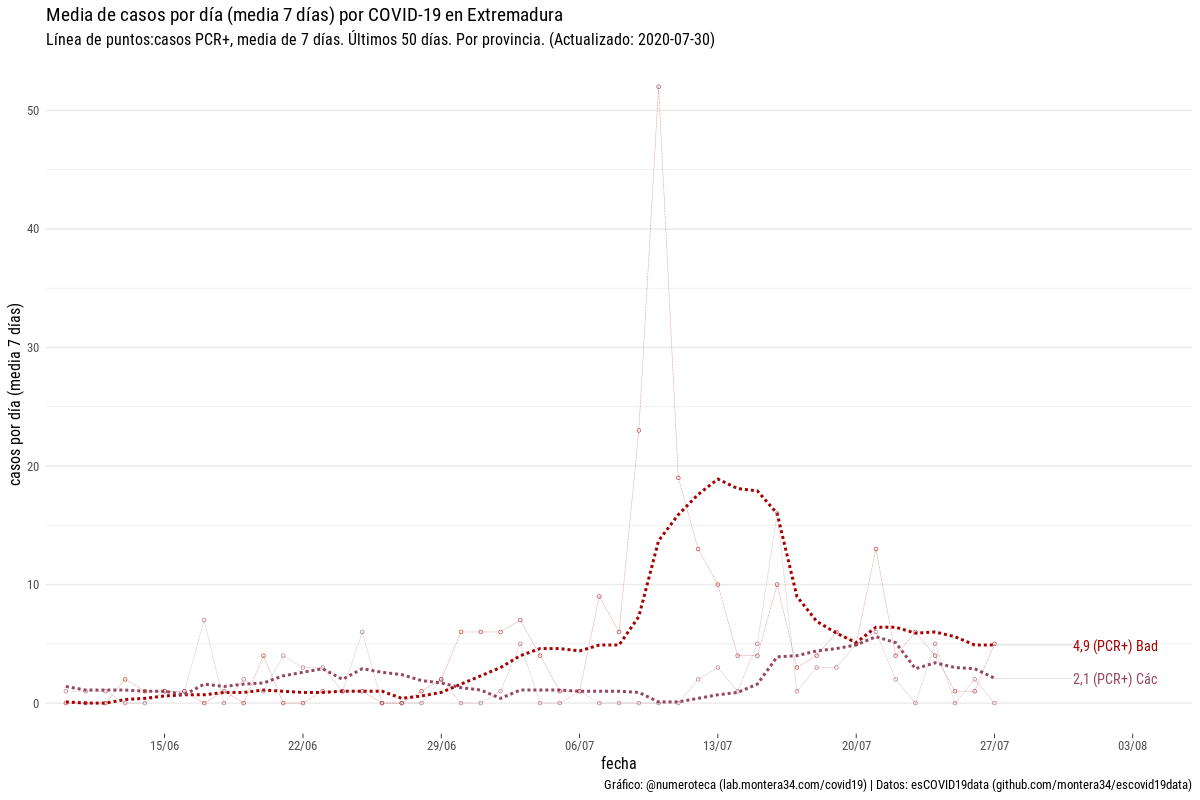 Media de casos por día (media 7 días) por COVID-19 en Extremadura
Línea de puntos:casos PCR+, media de 7 días. Últimos 50 días. Por provincia. (Actualizado: 2020-07-30)
casos por día (media 7 días)
50
40
30
20
10
0
4,9 (PCR+) Bad
2,1 (PCR+) Các
15/06
22/06
29/06
06/07
13/07
20/07
27/07
03/08
fecha
Gráfico: @numeroteca (lab.montera34.com/covid19) | Datos: esCOVID19data (github.com/montera34/escovid19data)